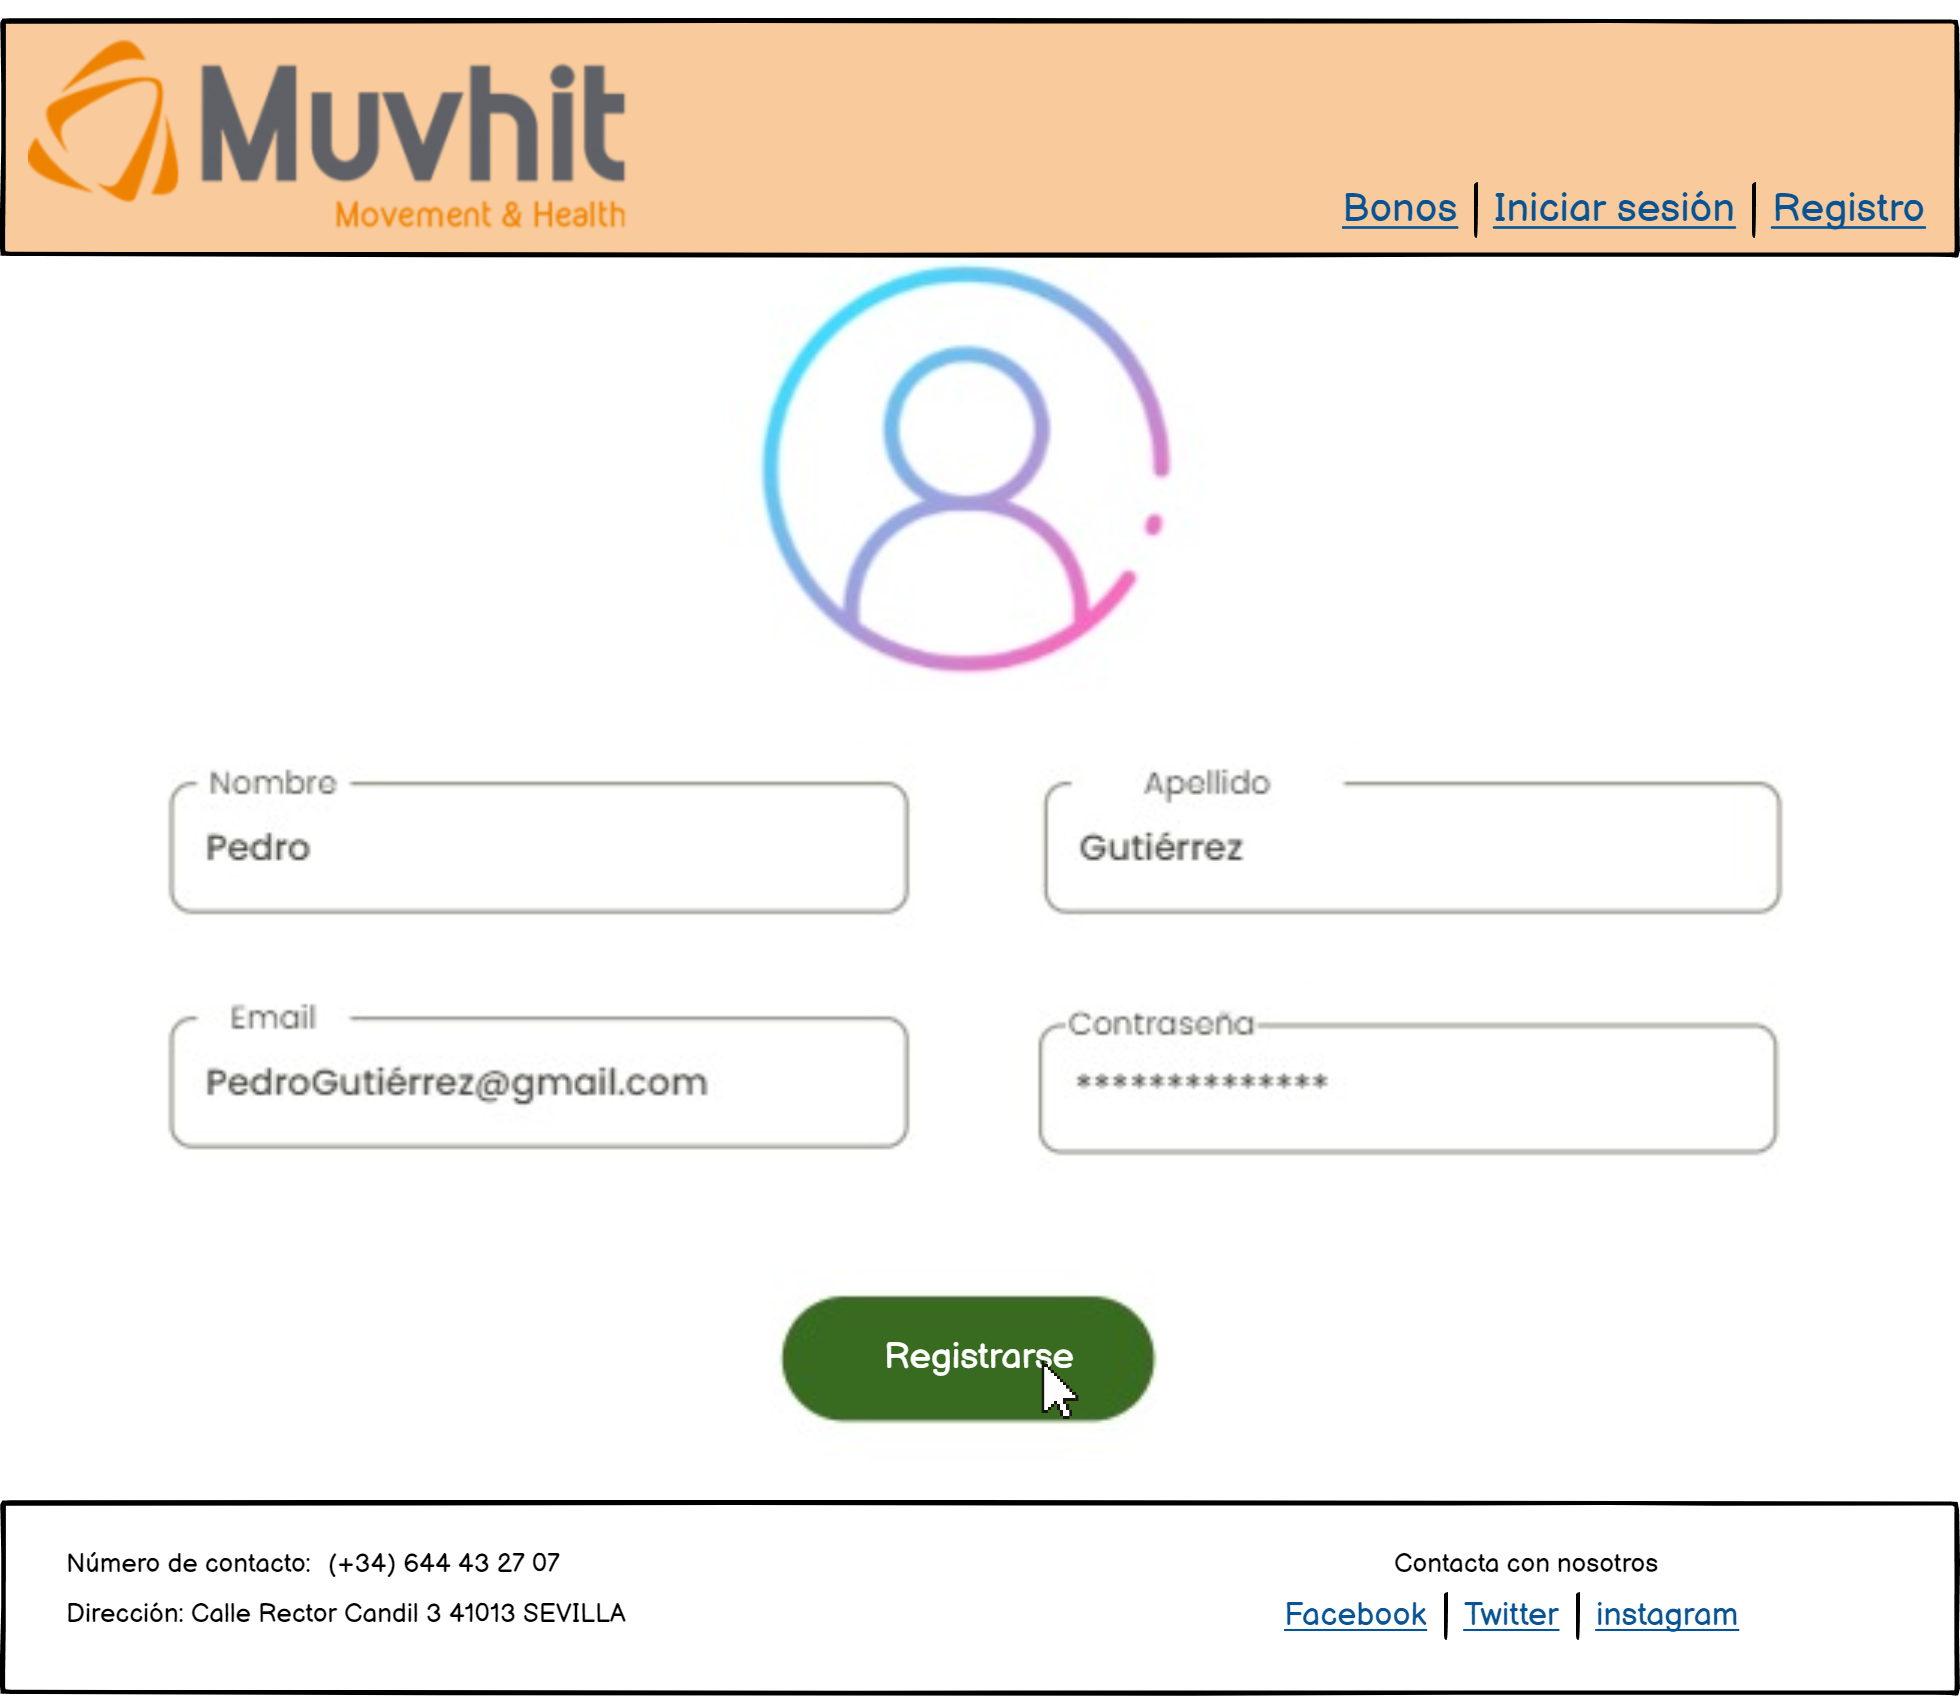 Muvhit
Movement & Health
Bonos | Iniciar sesión | Registro
Nombre
Pedro
Apellido
Gutiérrez
Email
PedroGutiérrez@gmail.com
Contraseña
**************
Registrarse
Número de contacto: (+34) 644 43 27 07
Dirección: Calle Rector Candil 3 41013 SEVILLA
Contacta con nosotros
Facebook | Twitter | instagram